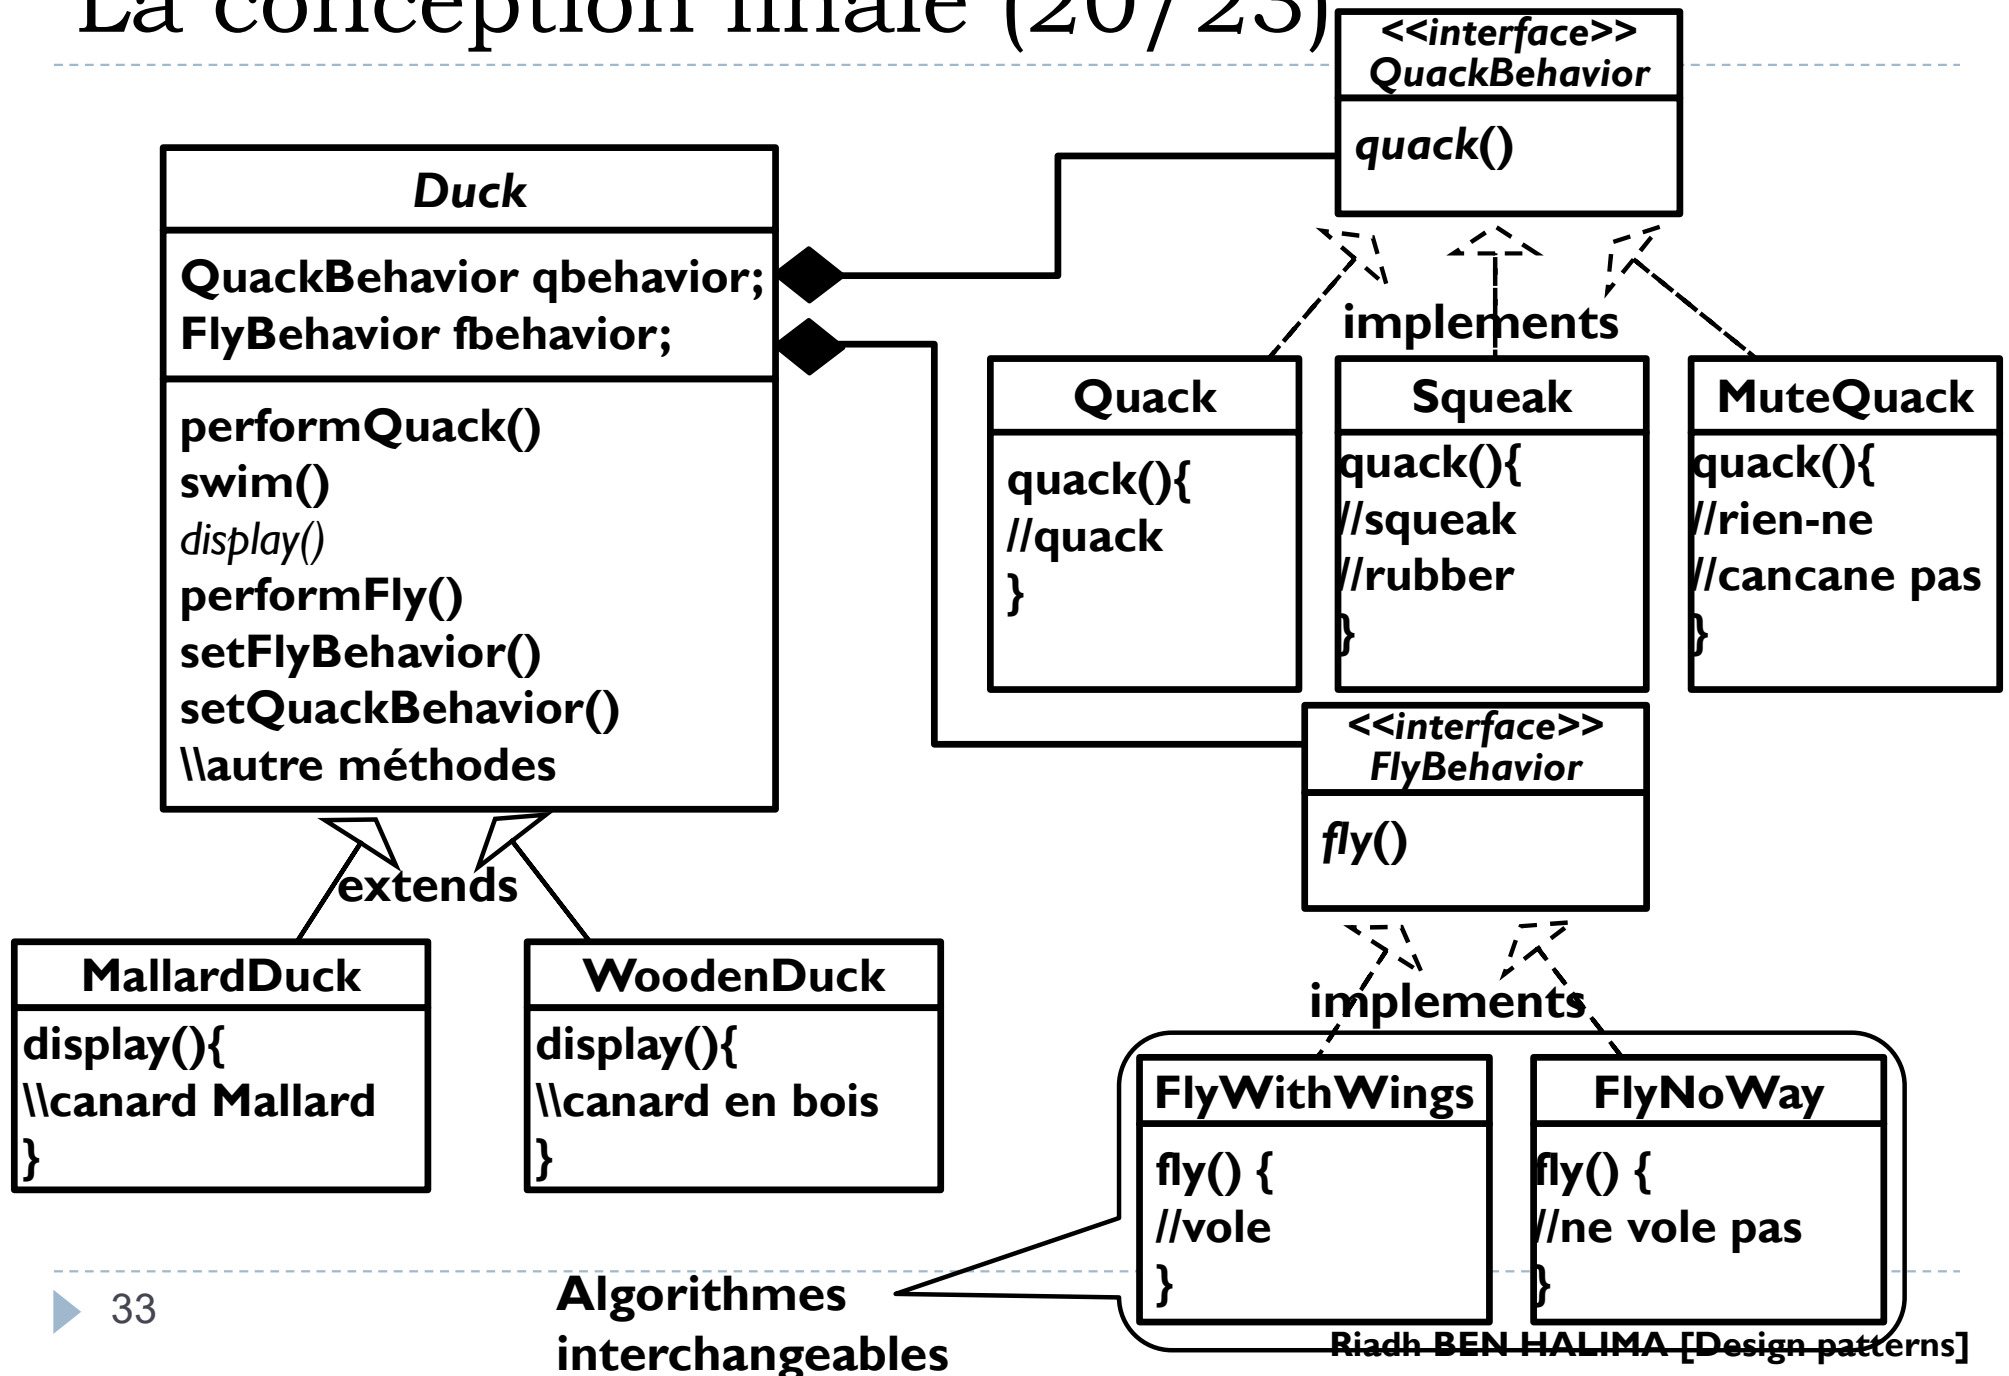 La conception finale (20/23)
<<interface>>
QuackBehavior
quack()
Duck
QuackBehavior qbehavior;
FlyBehavior fbehavior;
performQuack()
swim()
display()
performFly()
setFlyBehavior()
setQuackBehavior()
\\autre méthodes
implements
Quack
quack(){
//quack
}
Squeak
quack(){
//squeak
//rubber
}
MuteQuack
quack(){
//rien-ne
//cancane pas
}
<<interface>>
FlyBehavior
fly()
extends
MallardDuck
display(){
\\canard Mallard
}
WoodenDuck
display(){
\\canard en bois
}
implements
FlyWithWings
fly() {
//vole
}
FlyNoWay
fly() {
//ne vole pas
}
Algorithmes
interchangeables
33
Riadh BEN HALIMA [Design patterns]